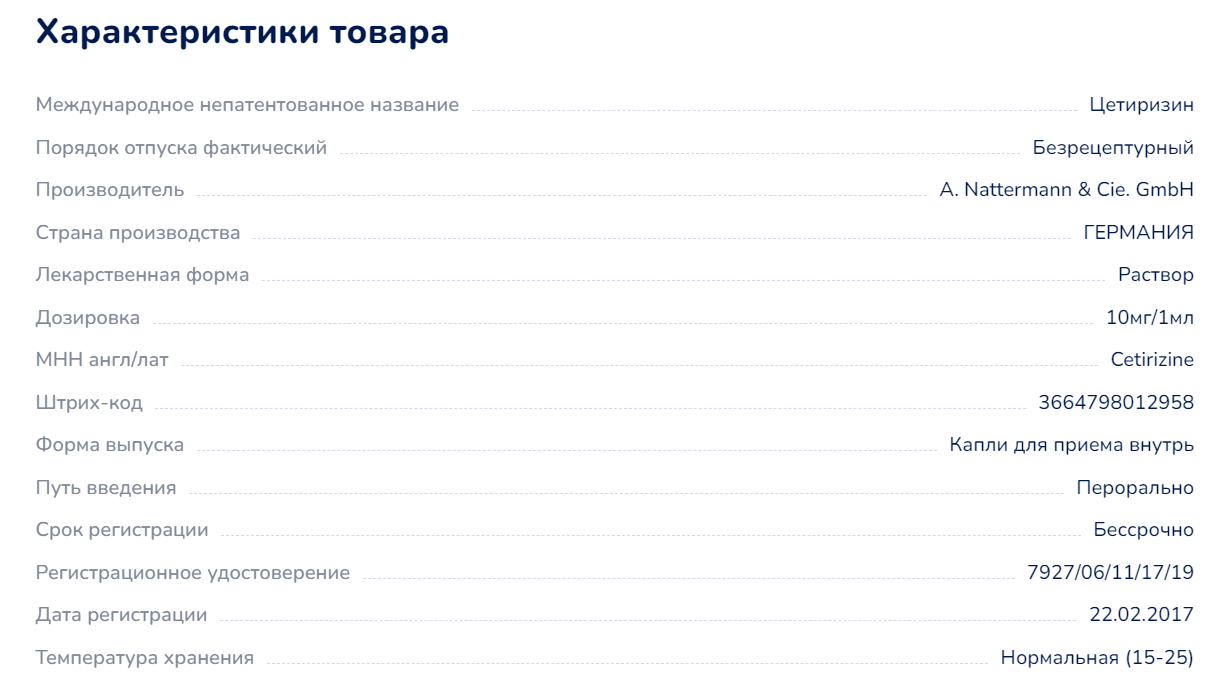 Характеристики товара
Международное непатентованное название Цетиризин
Порядок отпуска фактический Безрецептурный
Производитель A. Nattermann & Cie. GmbH
Страна производства ГЕРМАНИЯ
Лекарственная форма Раствор
Дозировка 10мг/1мл
МНН англ/лат Cetirizine
Штрих-код 3664798012958
Форма выпуска Капли для приема внутрь
Путь введения Перорально
Срок регистрации Бессрочно
Регистрационное удостоверение 7927/06/11/17/19
Дата регистрации 22.02.2017
Температура хранения Нормальная (15-25)